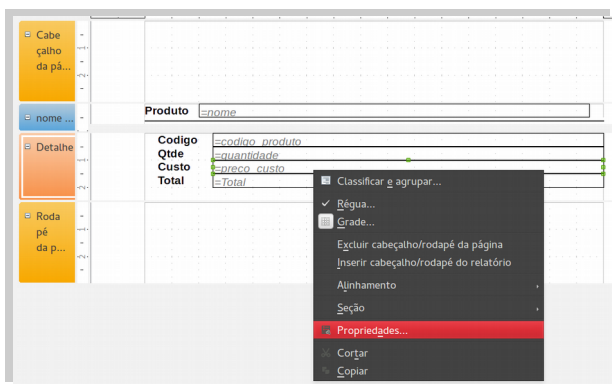 Cabe
çalho
da pá...
nome ...
Produto =nome
Detalhe
Codigo =codigo_produto
Qtde =quantidade
Custo =preco_custo
Total =Total
Roda
pé
da p...
Classificar e agrupar...
Régua...
Grade...
Excluir cabeçalho/rodapé da página
Inserir cabeçalho/rodapé do relatório
Alinhamento
Seção
Propriedades...
Cortar
Copiar